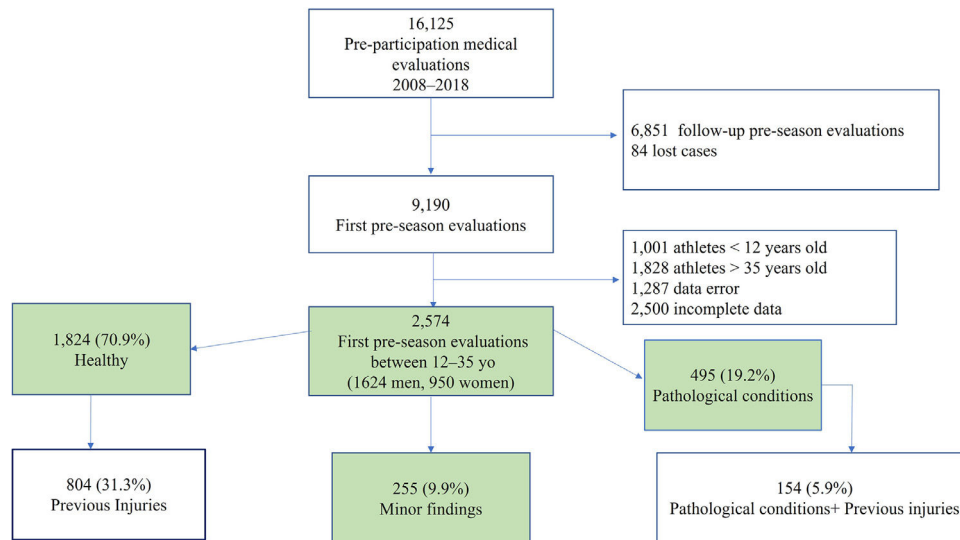 16,125
Pre-participation medical
evaluations
2008–2018
6,851 follow-up pre-season evaluations
84 lost cases
9,190
First pre-season evaluations
1,001 athletes < 12 years old
1,828 athletes > 35 years old
1,287 data error
2,500 incomplete data
1,824 (70.9%)
Healthy
2,574
First pre-season evaluations
between 12–35 yo
(1624 men, 950 women)
495 (19.2%)
Pathological conditions
804 (31.3%)
Previous Injuries
255 (9.9%)
Minor findings
154 (5.9%)
Pathological conditions+ Previous injuries